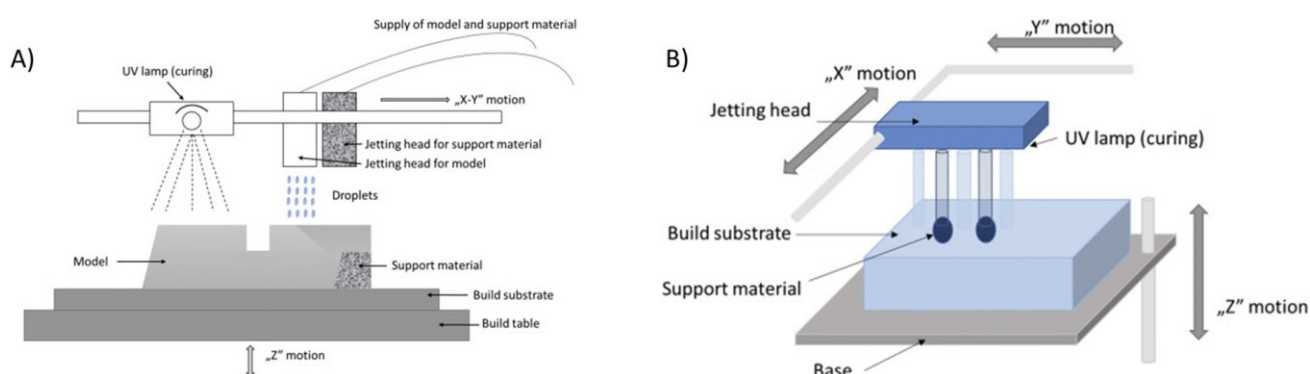 A)
Supply of model and support material
UV lamp (curing)
„X-Y” motion
Jetting head for support material
Jetting head for model
Droplets
Model
Support material
Build substrate
Build table
„Z” motion
B)
„Y” motion
„X” motion
Jetting head
UV lamp (curing)
Build substrate
Support material
„Z” motion
Base